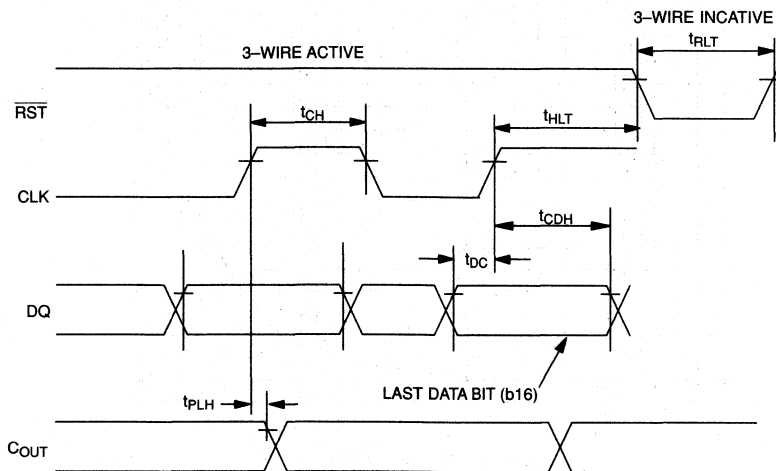 3–WIRE INCATIVE
tRLT
3–WIRE ACTIVE
RST
tCH
tHLT
CLK
tCDH
tDC
DQ
LAST DATA BIT (b16)
tPLH
COUT